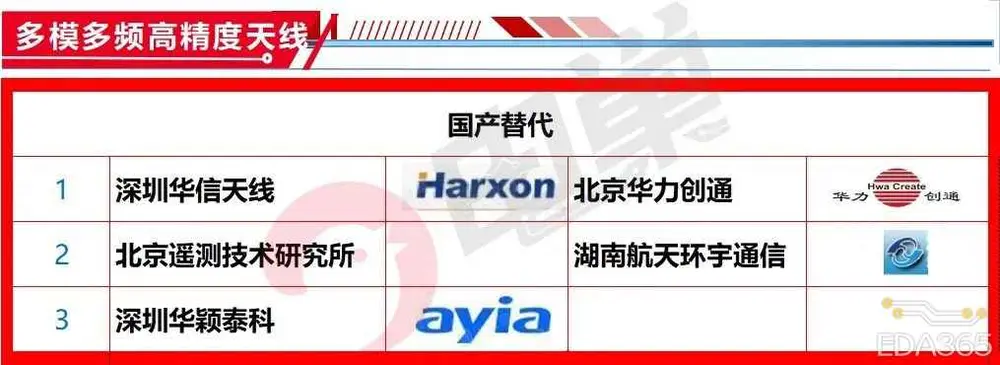 多模多频高精度天线
国产替代
1 深圳华信天线 Harxon 北京华力创通 华力 Hwa Create 创通
2 北京遥测技术研究所 湖南航天环宇通信
3 深圳华颖泰科 ayia
电巢
EDA365